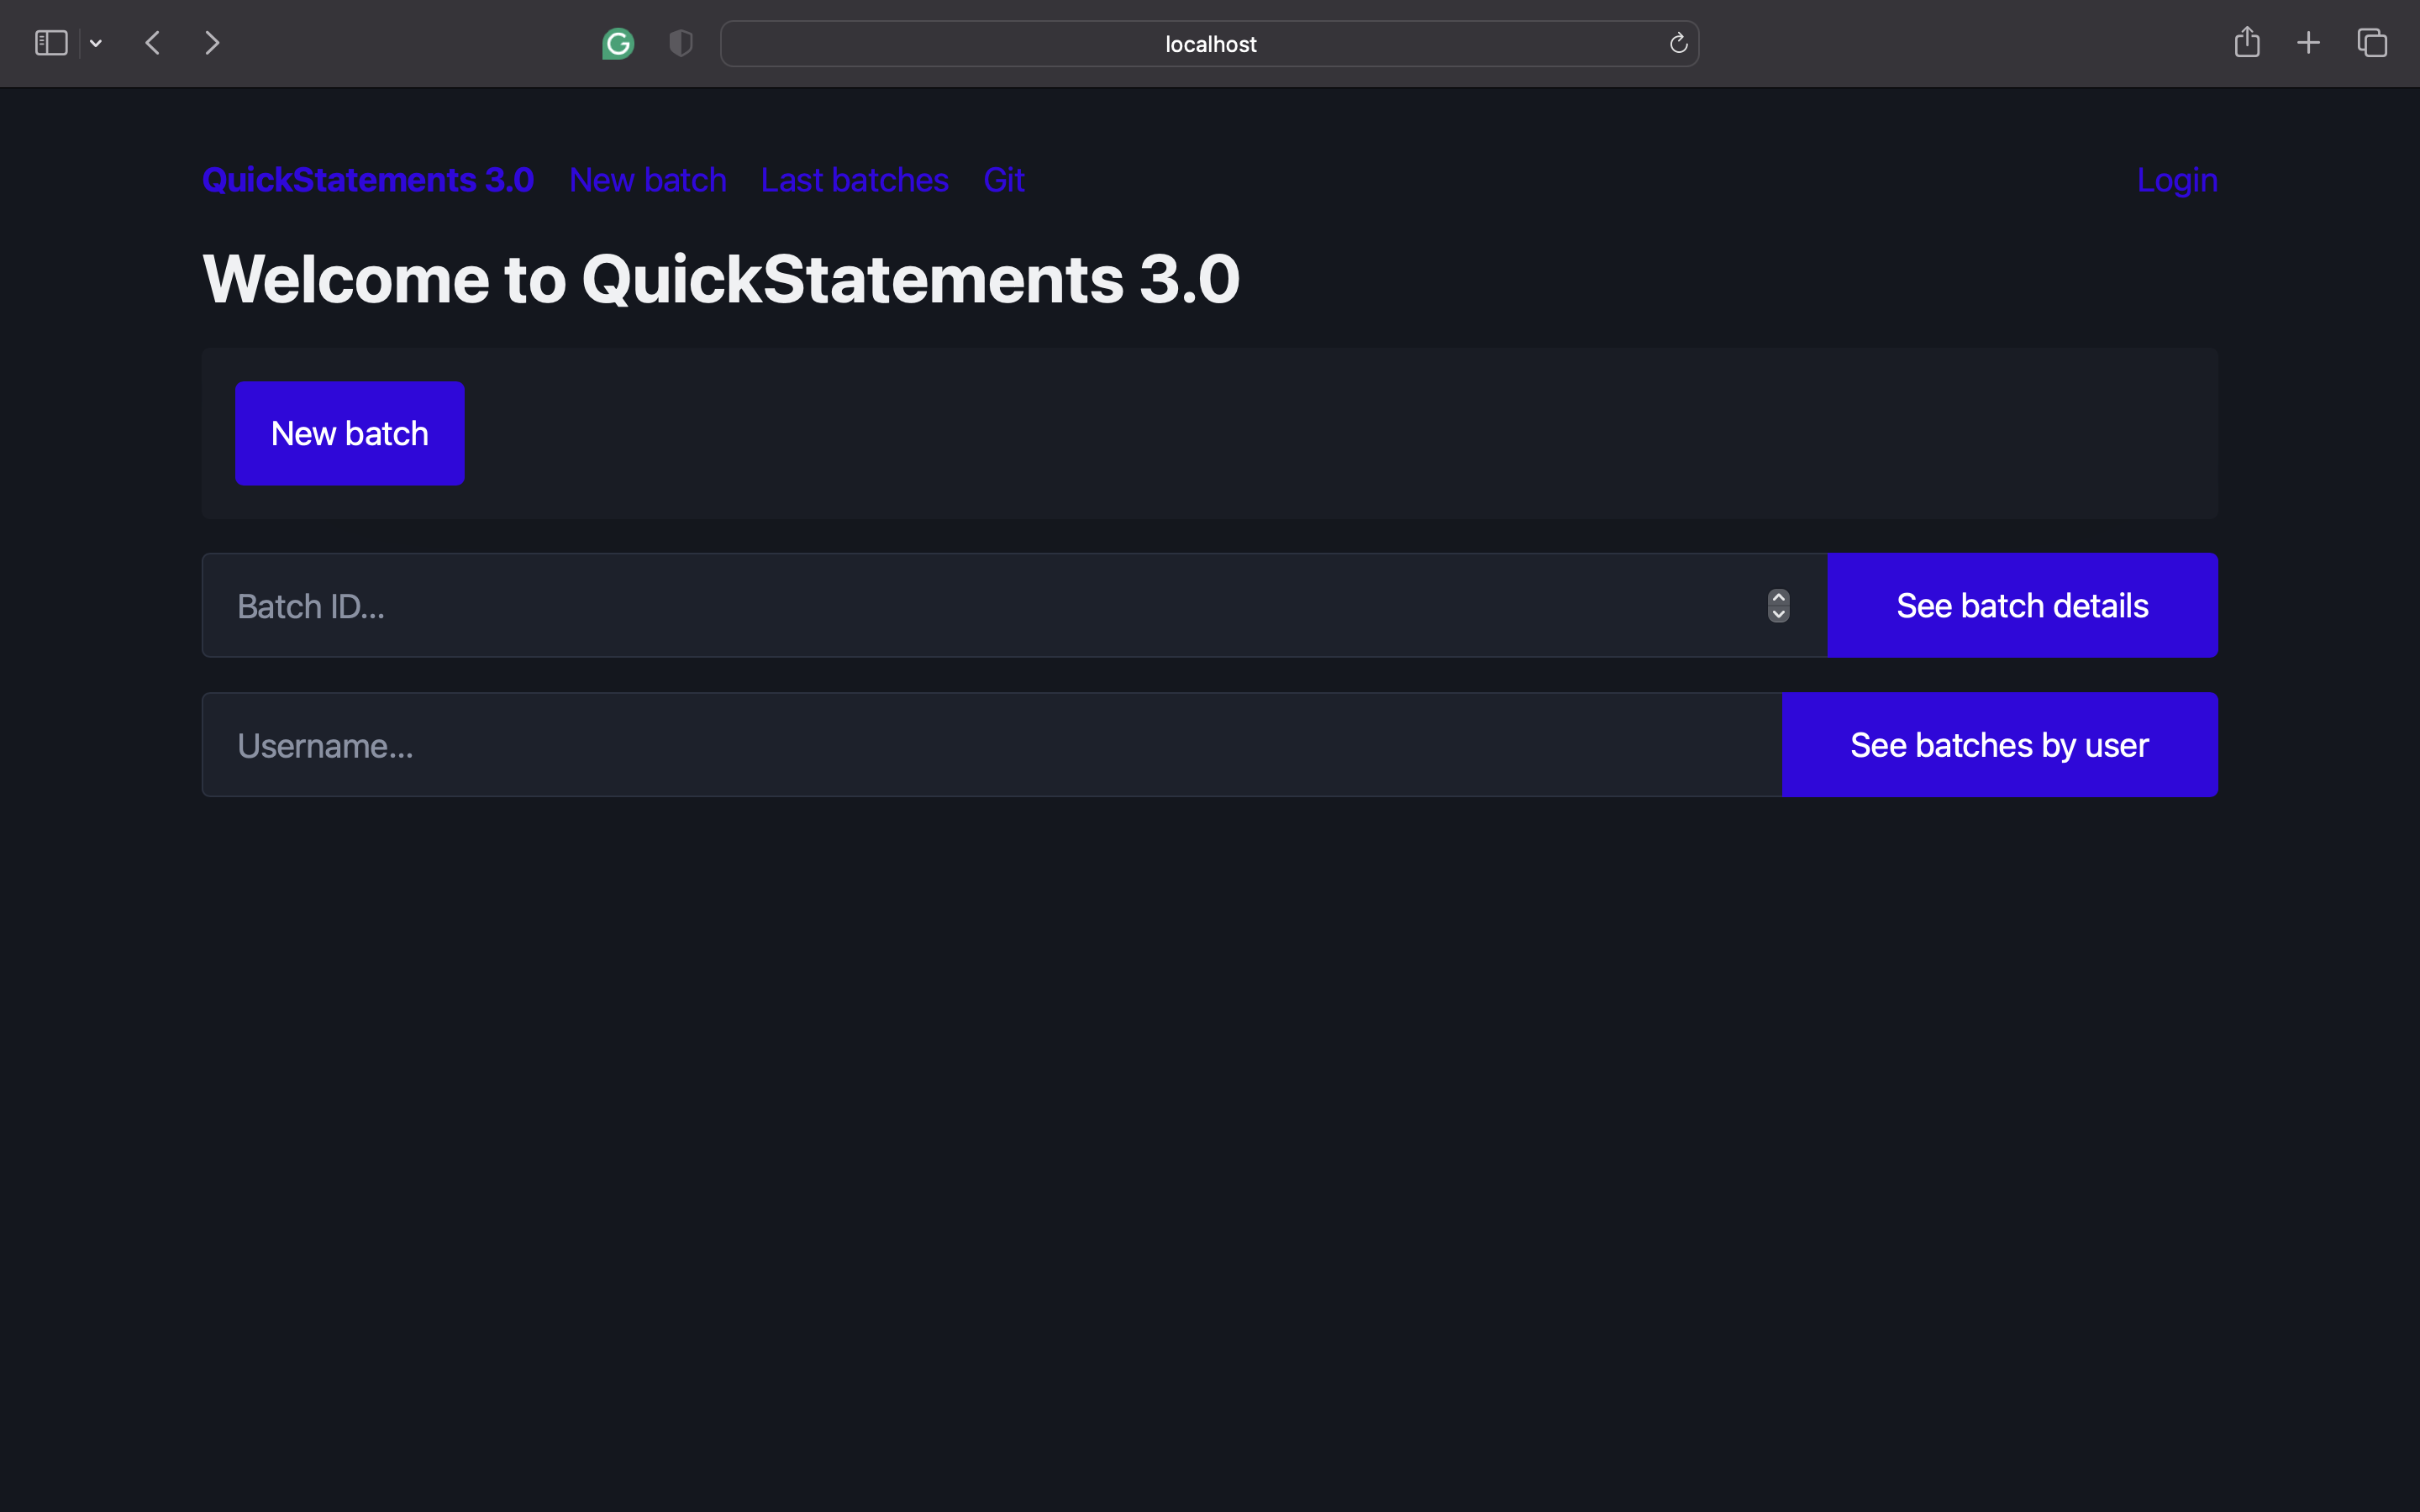 localhost
QuickStatements 3.0 New batch Last batches Git Login
Welcome to QuickStatements 3.0
New batch
Batch ID... See batch details
Username... See batches by user